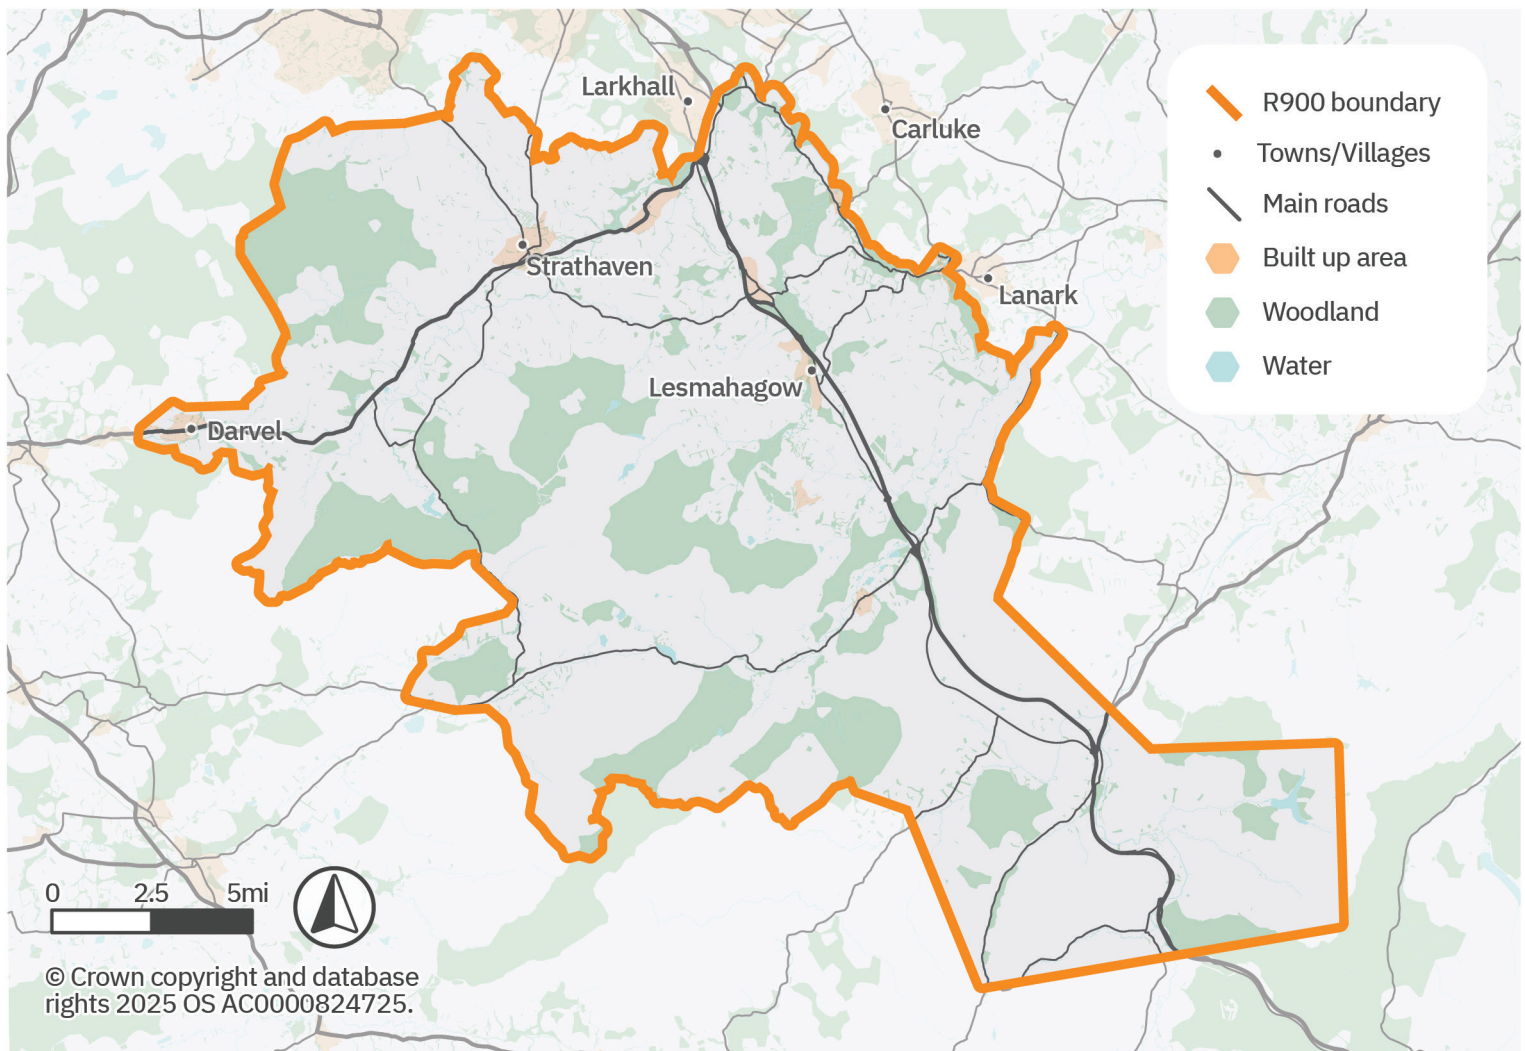 Larkhall
Carluke
Strathaven
Lanark
Lesmahagow
Darvel
R900 boundary
Towns/Villages
Main roads
Built up area
Woodland
Water
0 2.5 5mi
© Crown copyright and database
rights 2025 OS AC0000824725.